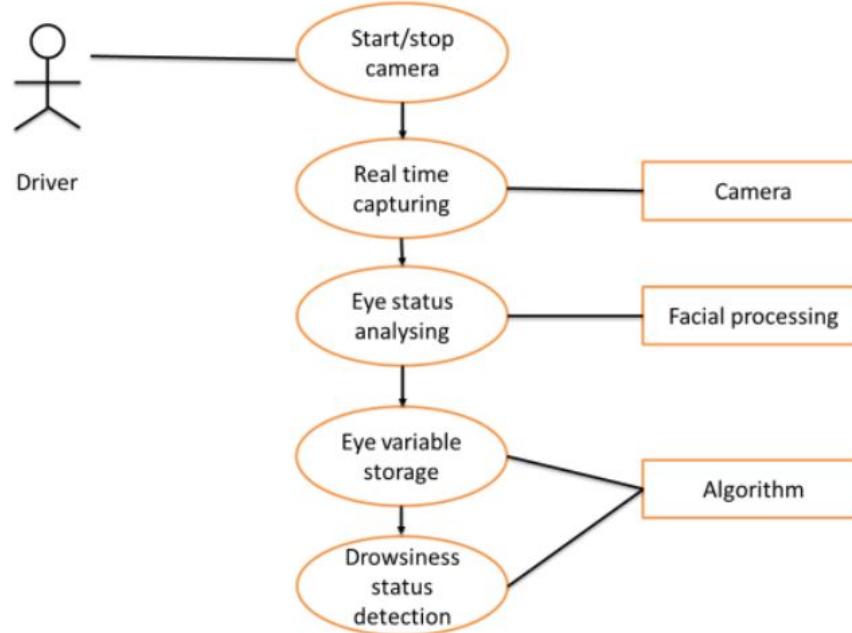 Start/stop
camera
Driver
Real time
capturing
Camera
Eye status
analysing
Facial processing
Eye variable
storage
Algorithm
Drowsiness
status
detection